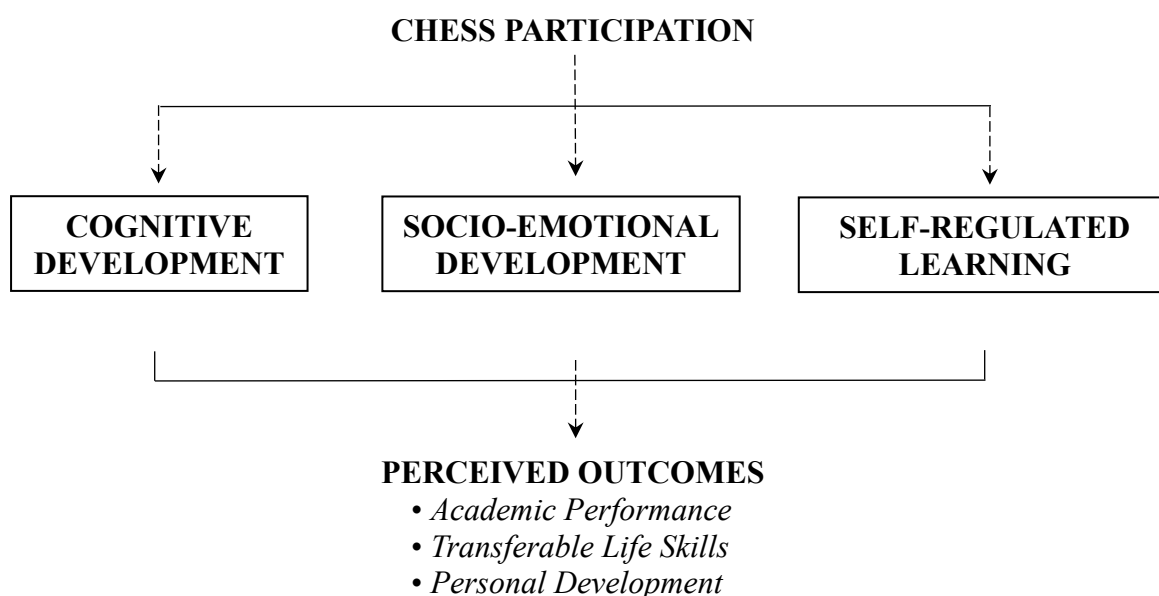 CHESS PARTICIPATION
COGNITIVE
DEVELOPMENT
SOCIO-EMOTIONAL
DEVELOPMENT
SELF-REGULATED
LEARNING
PERCEIVED OUTCOMES
• Academic Performance
• Transferable Life Skills
• Personal Development